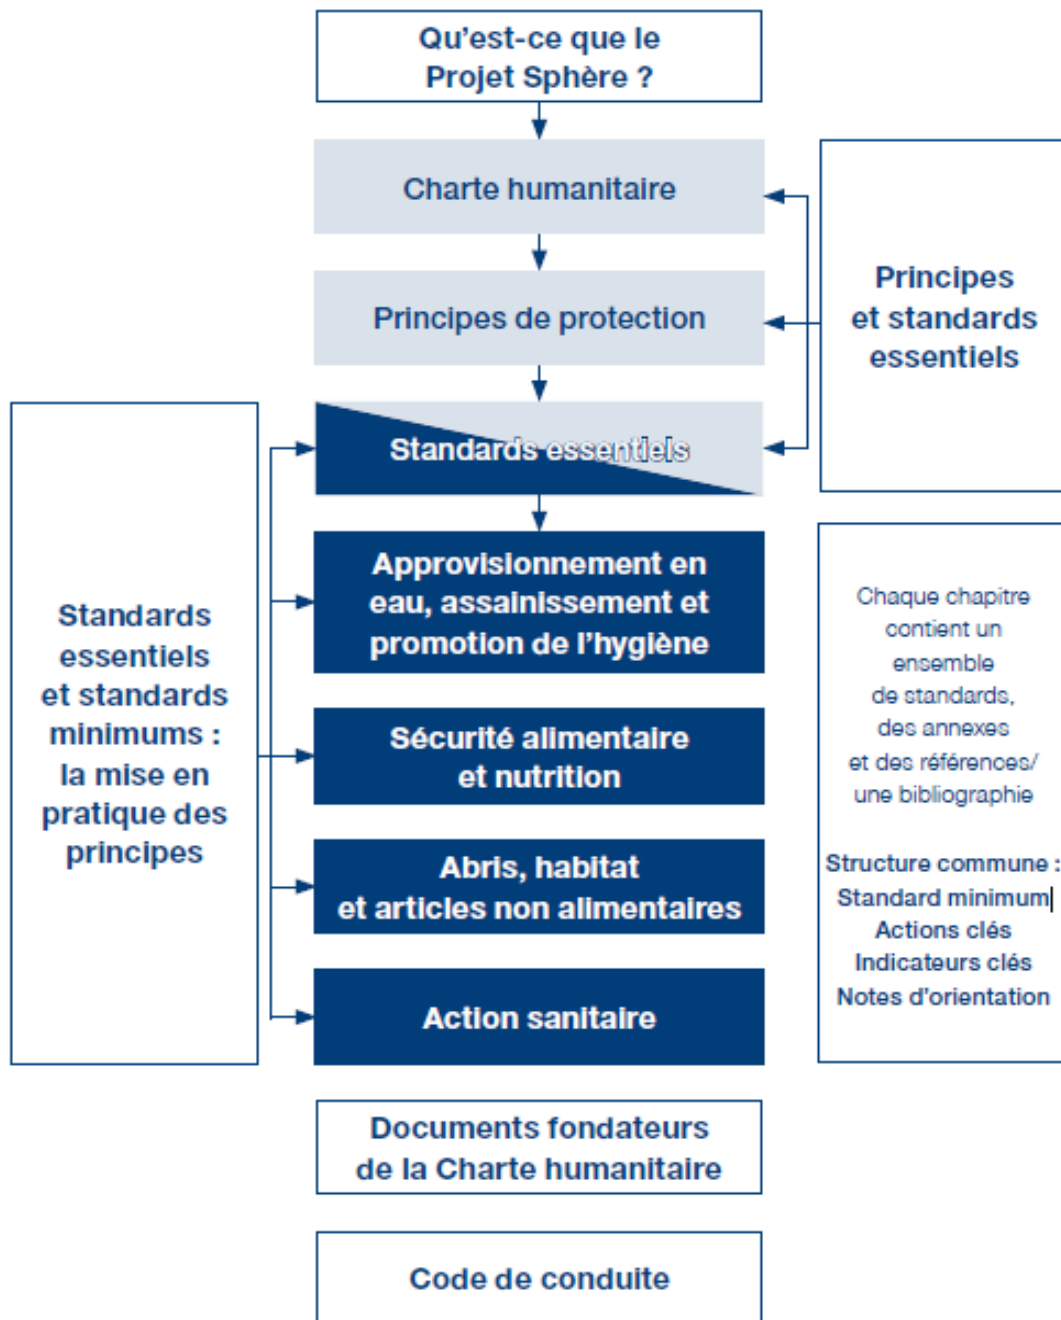 Qu’est-ce que le
Projet Sphère ?
Charte humanitaire
Principes de protection
Standards essentiels
Principes
et standards
essentiels
Standards
essentiels
et standards
minimums :
la mise en
pratique des
principes
Approvisionnement en
eau, assainissement et
promotion de l’hygiène
Sécurité alimentaire
et nutrition
Abris, habitat
et articles non alimentaires
Action sanitaire
Chaque chapitre
contient un
ensemble
de standards,
des annexes
et des références/
une bibliographie
Structure commune :
Standard minimum
Actions clés
Indicateurs clés
Notes d’orientation
Documents fondateurs
de la Charte humanitaire
Code de conduite